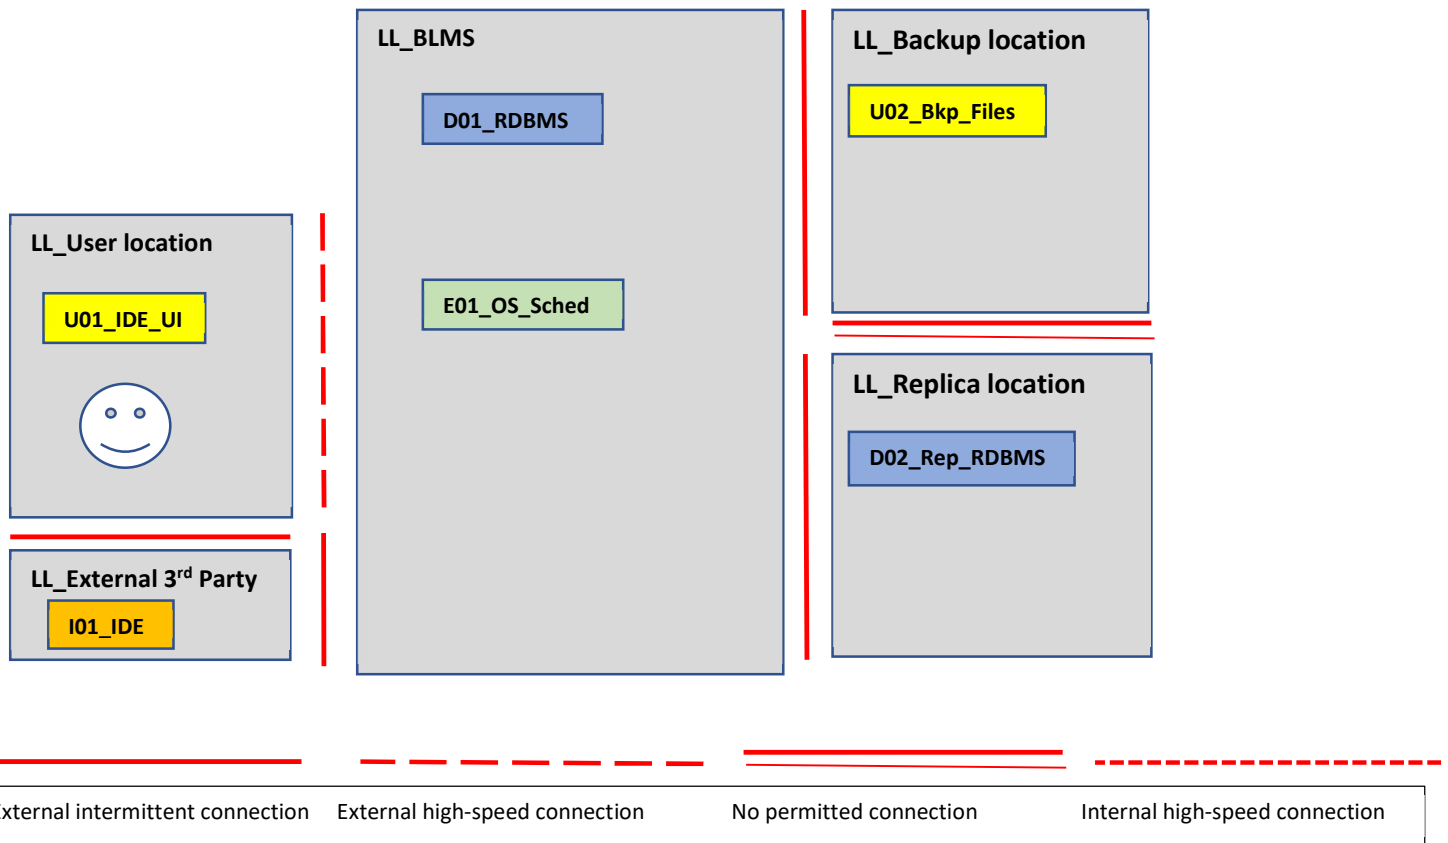 LL_BLMS
D01_RDBMS
E01_OS_Sched
LL_Backup location
U02_Bkp_Files
LL_User location
U01_IDE_UI
LL_Replica location
D02_Rep_RDBMS
LL_External 3rd Party
I01_IDE
xternal intermittent connection
External high-speed connection
No permitted connection
Internal high-speed connection